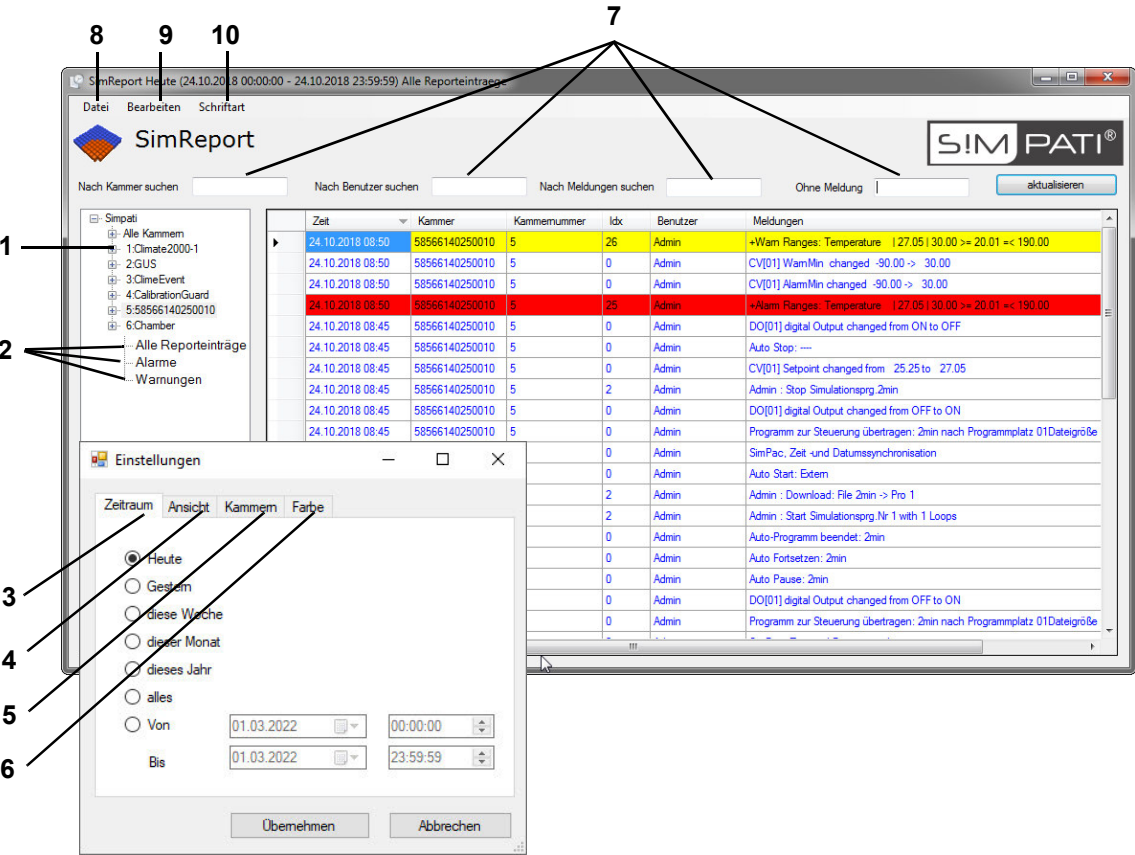 7
8 9 10
SimReport Heute (24.10.2018 00:00:00 - 24.10.2018 23:59:59) Alle Reporteintraege
Datei Bearbeiten Schriftart
SimReport
S!MPATI®
Nach Kammer suchen Nach Benutzer suchen Nach Meldungen suchen Ohne Meldung aktualisieren
Simpati
Alle Kammern
1
1:Climate2000-1
2:GUS
3:ClimeEvent
4:CalibrationGuard
5:58566140250010
6:Chamber
2
Alle Reporteinträge
Alarme
Warnungen
Zeit Kammer Kammernummer Idx Benutzer Meldungen
24.10.2018 08:50 58566140250010 5 26 Admin +Warn Ranges: Temperature | 27.05 | 30.00 >= 20.01 =< 190.00
24.10.2018 08:50 58566140250010 5 0 Admin CV[01] WarnMin changed -90.00 -> 30.00
24.10.2018 08:50 58566140250010 5 0 Admin CV[01] AlarmMin changed -90.00 -> 30.00
24.10.2018 08:50 58566140250010 5 25 Admin +Alarm Ranges: Temperature | 27.05 | 30.00 >= 20.01 =< 190.00
24.10.2018 08:45 58566140250010 5 0 Admin DO[01] digital Output changed from ON to OFF
24.10.2018 08:45 58566140250010 5 0 Admin Auto Stop: ----
24.10.2018 08:45 58566140250010 5 0 Admin CV[01] Setpoint changed from 25.25 to 27.05
24.10.2018 08:45 58566140250010 5 2 Admin Admin : Stop Simulationsprg.2min
24.10.2018 08:45 58566140250010 5 0 Admin DO[01] digital Output changed from OFF to ON
24.10.2018 08:45 58566140250010 5 0 Admin Programm zur Steuerung übertragen: 2min nach Programmplatz 01Dateigröße
0 Admin SimPac, Zeit -und Datumssynchronisation
0 Admin Auto Start: Extern
2 Admin Admin : Download: File 2min -> Pro 1
2 Admin Admin : Start Simulationsprg.Nr 1 with 1 Loops
0 Admin Auto-Programm beendet: 2min
0 Admin Auto Fortsetzen: 2min
0 Admin Auto Pause: 2min
0 Admin DO[01] digital Output changed from OFF to ON
0 Admin Programm zur Steuerung übertragen: 2min nach Programmplatz 01Dateigröße
Einstellungen
Zeitraum Ansicht Kammern Farbe
Heute
Gestern
3
diese Woche
dieser Monat
4
dieses Jahr
alles
5
Von 01.03.2022 00:00:00
Bis 01.03.2022 23:59:59
6
Übernehmen Abbrechen